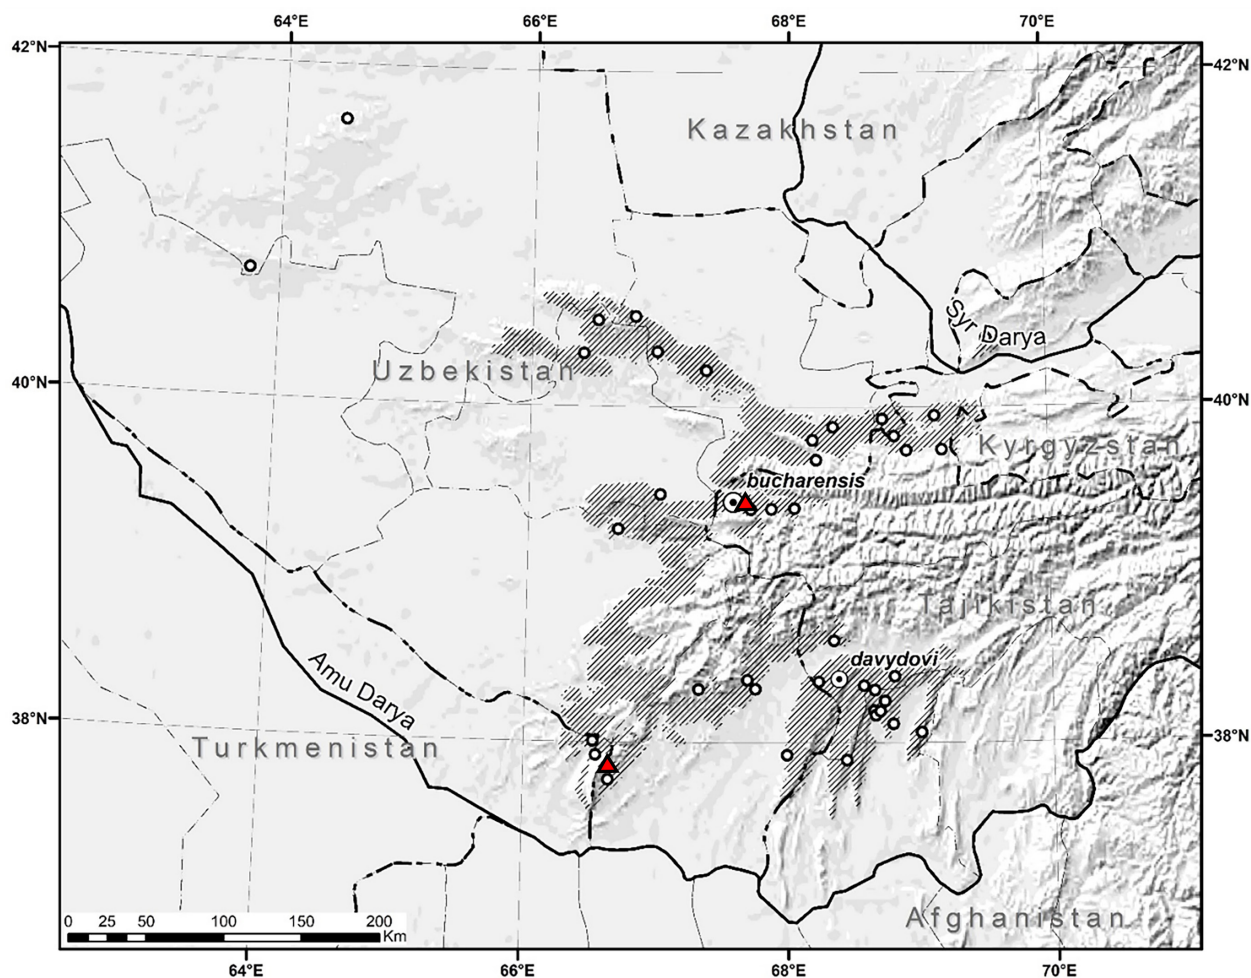 64°E 66°E 68°E 70°E
42°N 42°N
Kazakhstan
Syr Darya
Uzbekistan
40°N 40°N
Kyrgyzstan
bucharensis
Tajikistan
davydovi
Amu Darya
38°N 38°N
Turkmenistan
Afghanistan
0 25 50 100 150 200
Km
64°E 66°E 68°E 70°E